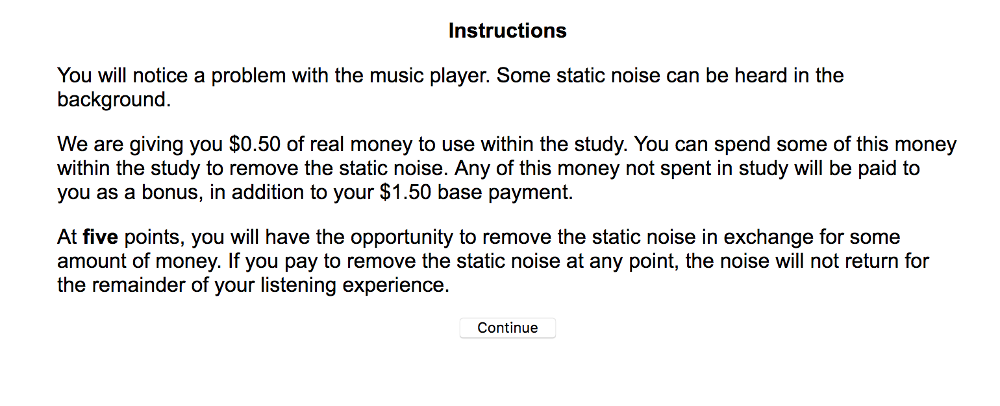 Instructions
You will notice a problem with the music player. Some static noise can be heard in the
background.
We are giving you $0.50 of real money to use within the study. You can spend some of this money
within the study to remove the static noise. Any of this money not spent in study will be paid to
you as a bonus, in addition to your $1.50 base payment.
At five points, you will have the opportunity to remove the static noise in exchange for some
amount of money. If you pay to remove the static noise at any point, the noise will not return for
the remainder of your listening experience.
Continue